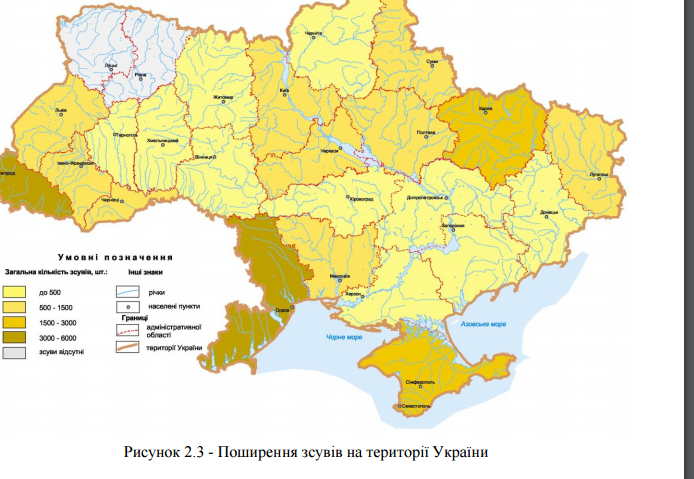 Чернігів
Суми
Луцьк
Рівне
Житомир
Київ
Харків
Львів
Полтава
Тернопіль
Хмельницький
Черкаси
Вінниця
Івано-Франківськ
Луганськ
Чернівці
Кіровоград
Дніпропетровськ
Донецьк
Запоріжжя
Умовні позначення
Загальна кількість зсувів, шт.:
Інші знаки
до 500
річки
500 - 1500
населені пункти
Границі
1500 - 3000
адміністративної області
3000 - 6000
території України
зсуви відсутні
Миколаїв
Херсон
Одеса
Чорне море
Азовське море
Сімферополь
Севастополь
Рисунок 2.3 - Поширення зсувів на території України